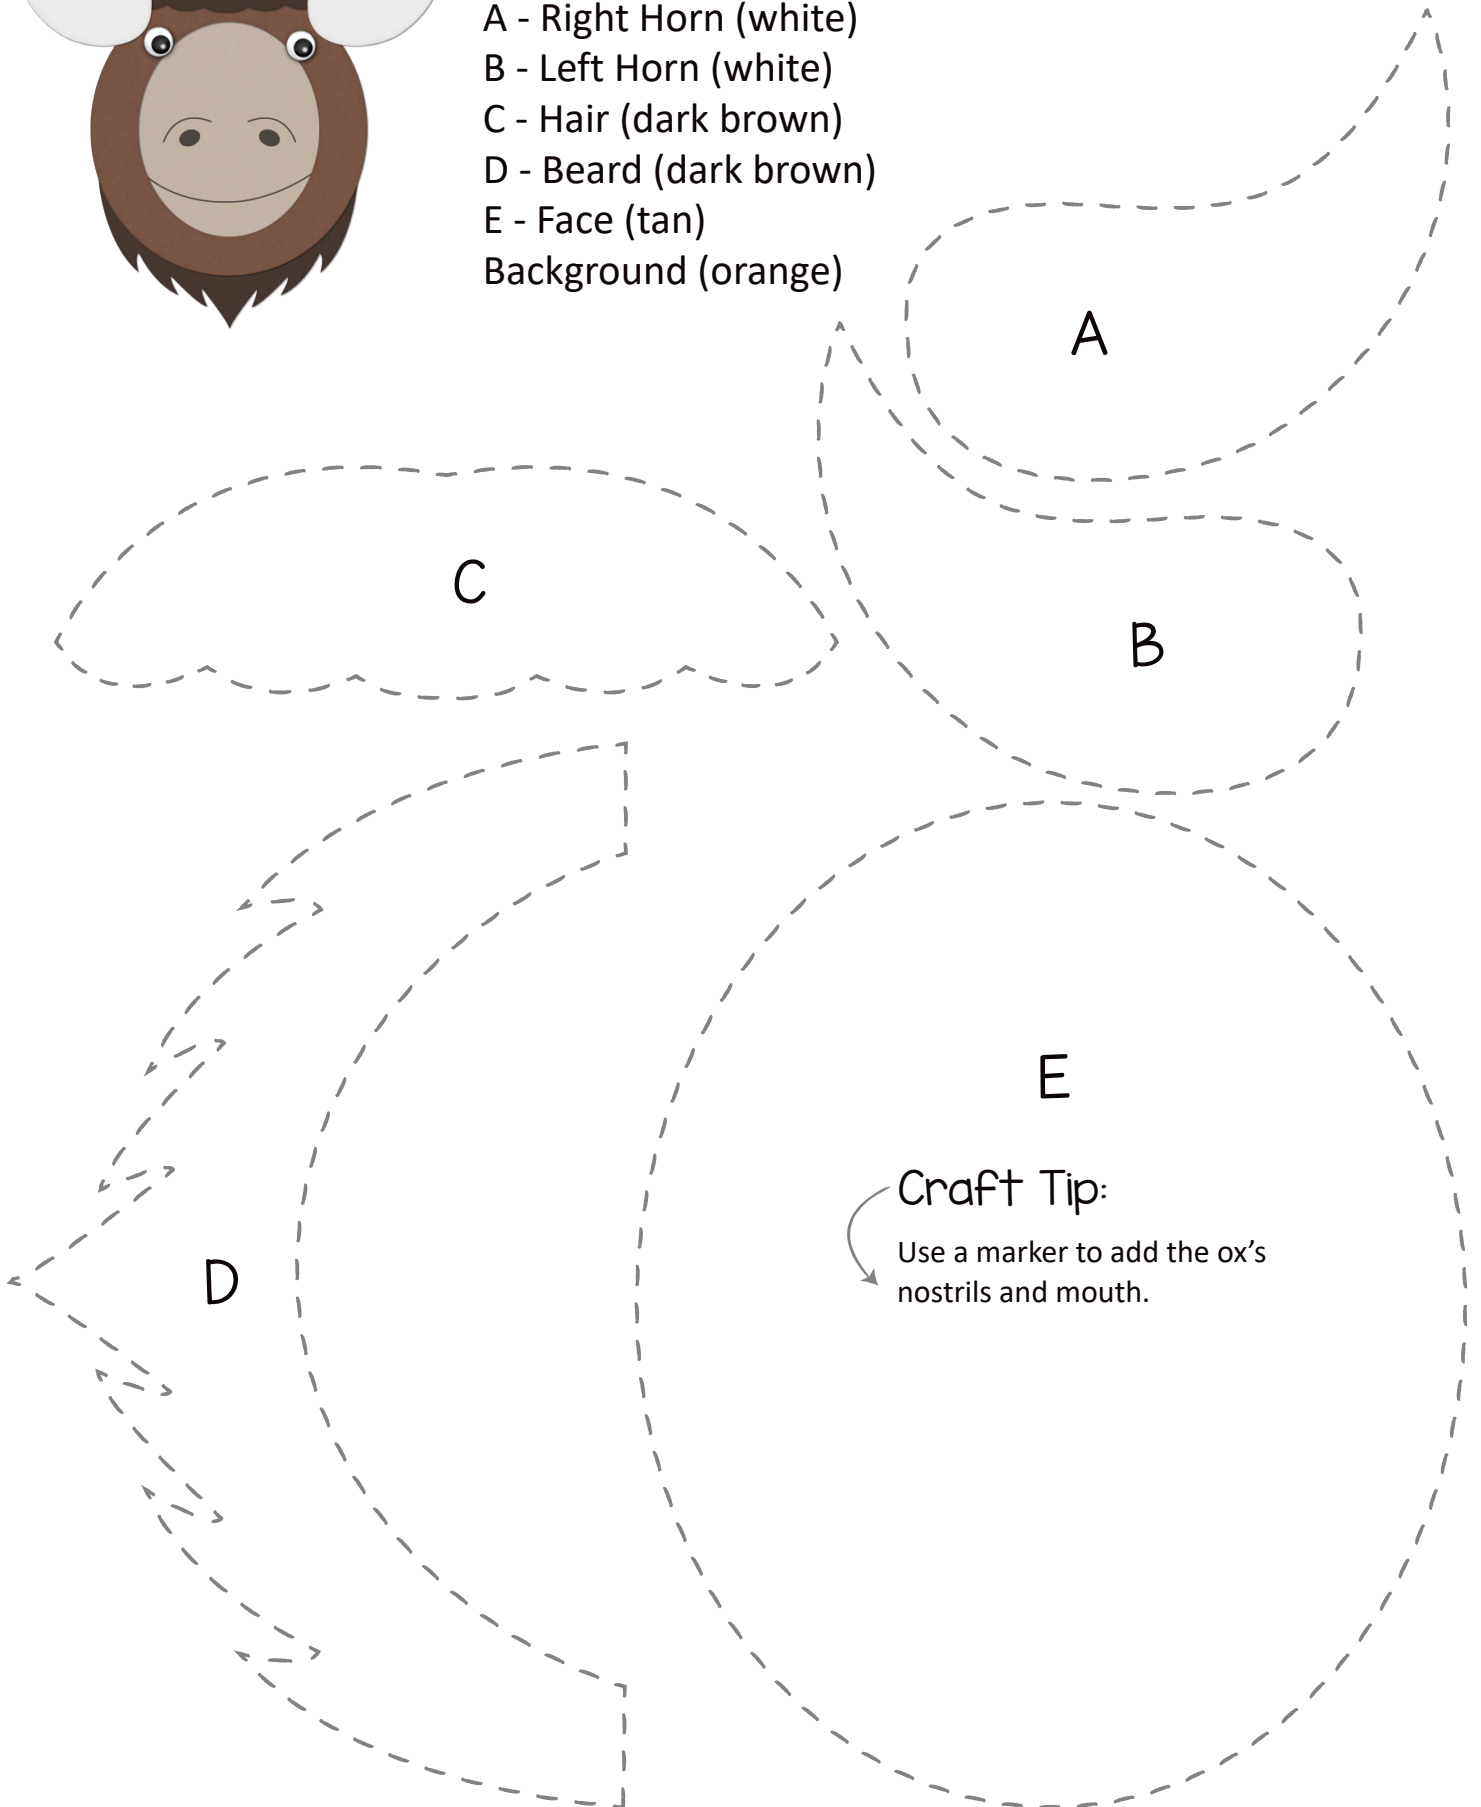 A - Right Horn (white)
B - Left Horn (white)
C - Hair (dark brown)
D - Beard (dark brown)
E - Face (tan)
Background (orange)
A
C
B
E
Craft Tip:
Use a marker to add the ox’s
nostrils and mouth.
D